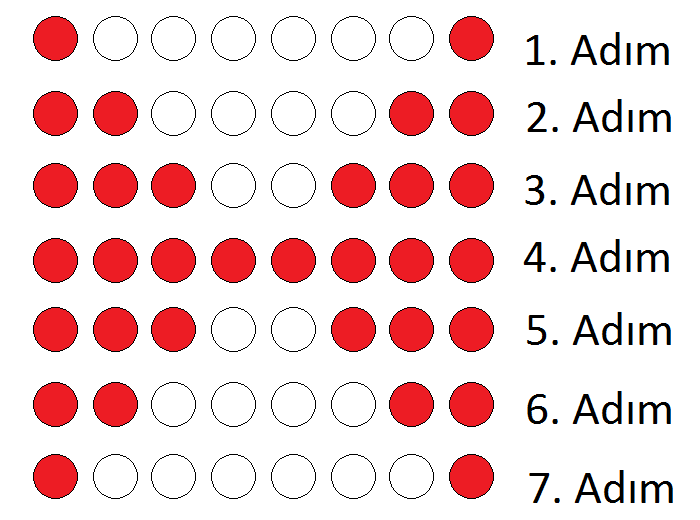 1. Adım
2. Adım
3. Adım
4. Adım
5. Adım
6. Adım
7. Adım